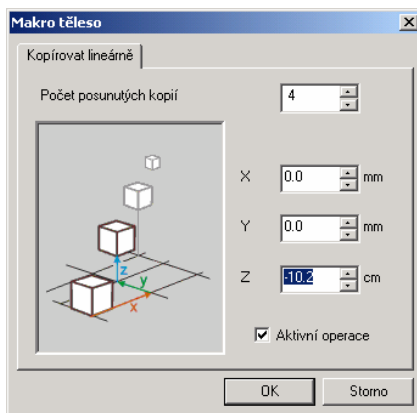 Makro těleso
Kopírovat lineárně
Počet posunutých kopií 4
X 0.0 mm
Y 0.0 mm
Z -10.2 cm
z
y
x
Aktivní operace
OK Storno